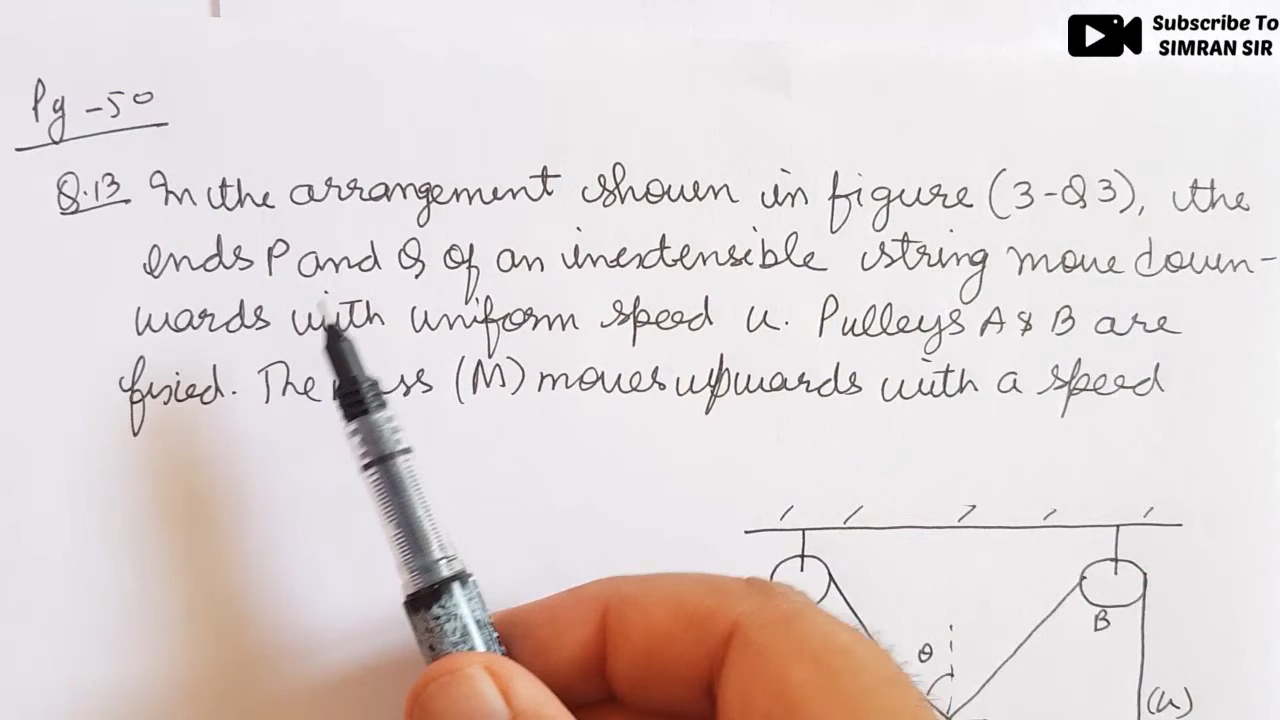 Subscribe To
SIMRAN SIR
Pg - 50
Q.13 In the arrangement shown in figure (3-Q3), the
ends P and Q of an inextensible string move down-
wards with uniform speed u. Pulleys A & B are
fixed. The (M) moves upwards with a speed
B
θ
(u)